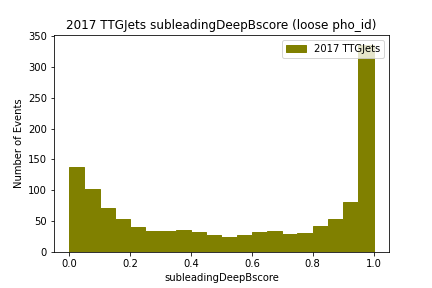 2017 TTGJets subleadingDeepBscore (loose pho_id)
2017 TTGJets
350
300
250
200
150
100
50
0
Number of Events
0.0 0.2 0.4 0.6 0.8 1.0
subleadingDeepBscore